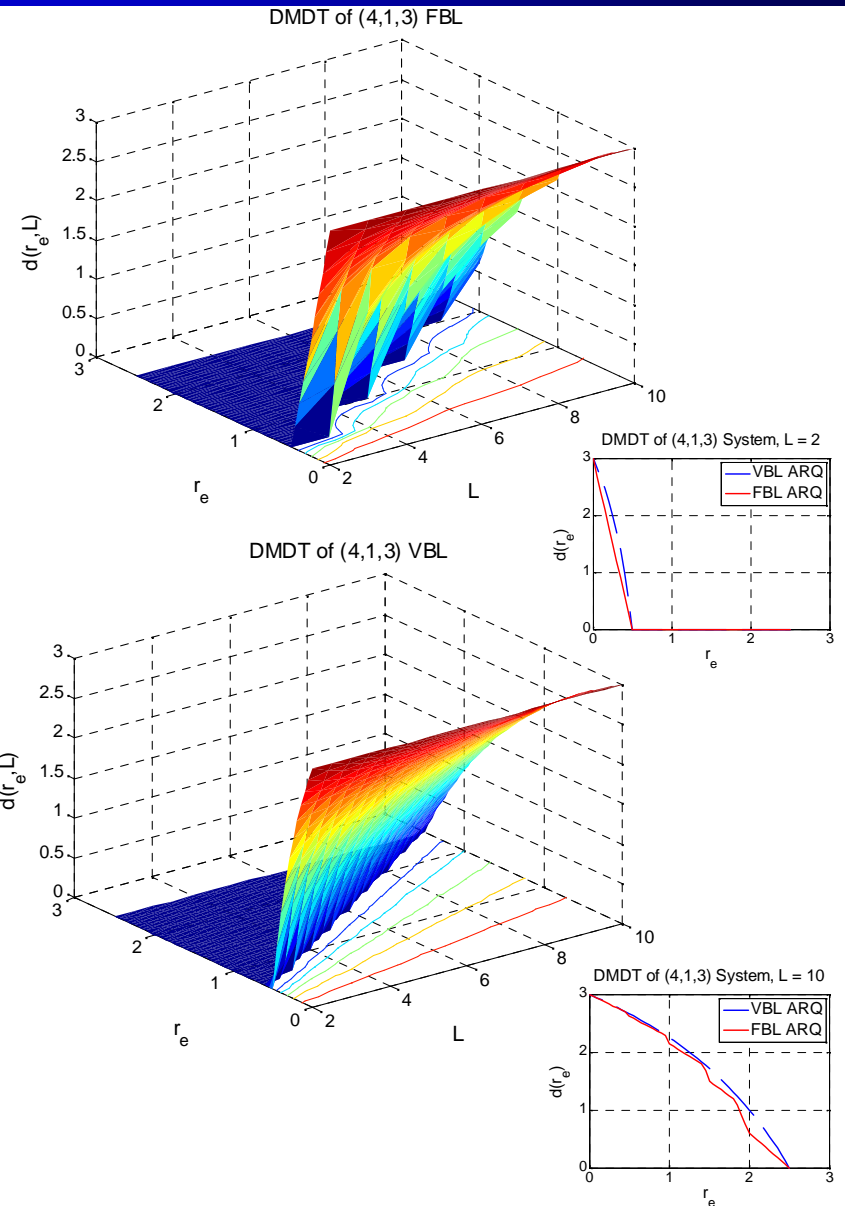 DMDT of (4,1,3) FBL
3
2.5
2
1.5
1
0.5
0
d(r_e,L)
3
2
1
0
r_e
2
4
6
8
10
L
DMDT of (4,1,3) System, L = 2
3
2
1
0
d(r_e)
VBL ARQ
FBL ARQ
0 1 2 3
r_e
DMDT of (4,1,3) VBL
3
2.5
2
1.5
1
0.5
0
d(r_e,L)
3
2
1
0
r_e
2
4
6
8
10
L
DMDT of (4,1,3) System, L = 10
3
2
1
0
d(r_e)
VBL ARQ
FBL ARQ
0 1 2 3
r_e